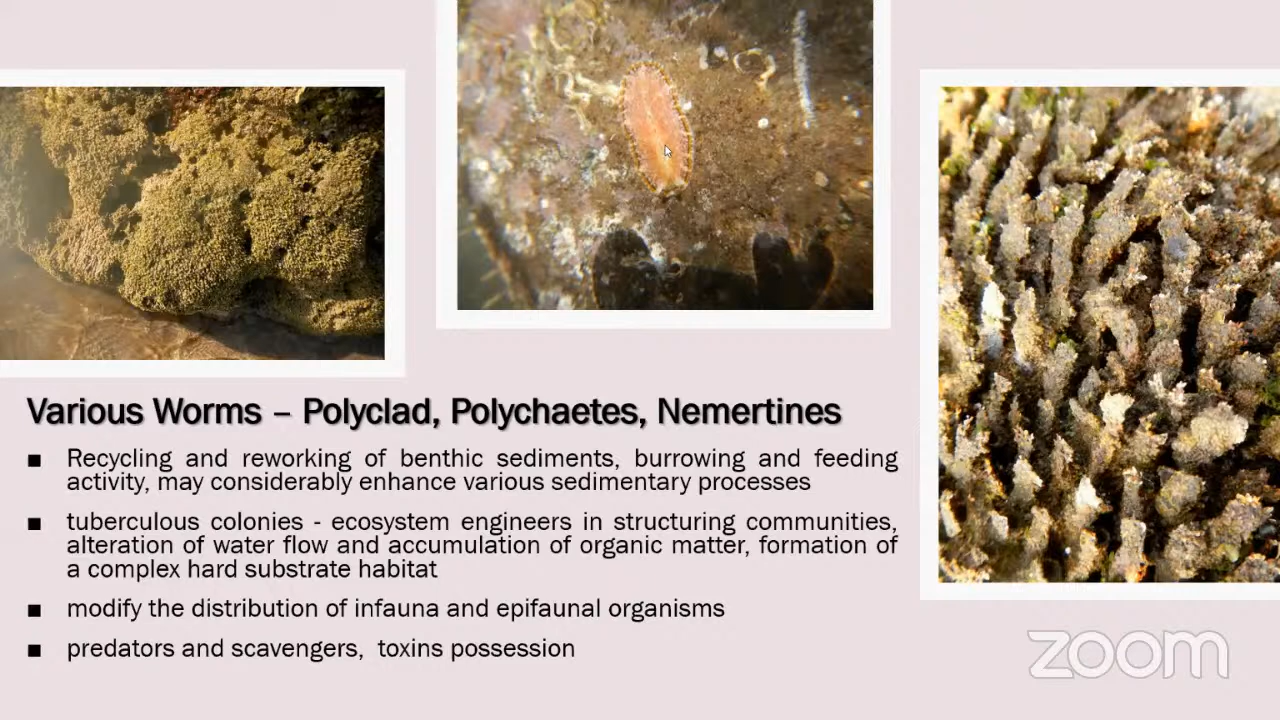 Various Worms – Polyclad, Polychaetes, Nemertines
■ Recycling and reworking of benthic sediments, burrowing and feeding
activity, may considerably enhance various sedimentary processes
■ tuberculous colonies - ecosystem engineers in structuring communities,
alteration of water flow and accumulation of organic matter, formation of
a complex hard substrate habitat
■ modify the distribution of infauna and epifaunal organisms
■ predators and scavengers, toxins possession
zoom